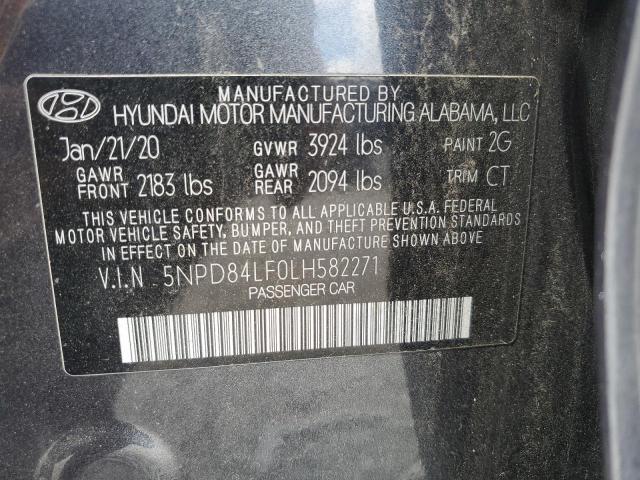 MANUFACTURED BY
HYUNDAI MOTOR MANUFACTURING ALABAMA, LLC
Jan/21/20 GVWR 3924 lbs PAINT 2G
GAWR FRONT 2183 lbs GAWR REAR 2094 lbs TRIM CT
THIS VEHICLE CONFORMS TO ALL APPLICABLE U.S.A. FEDERAL
MOTOR VEHICLE SAFETY, BUMPER, AND THEFT PREVENTION STANDARDS
IN EFFECT ON THE DATE OF MANUFACTURE SHOWN ABOVE.
V.I.N 5NPD84LF0LH582271
PASSENGER CAR